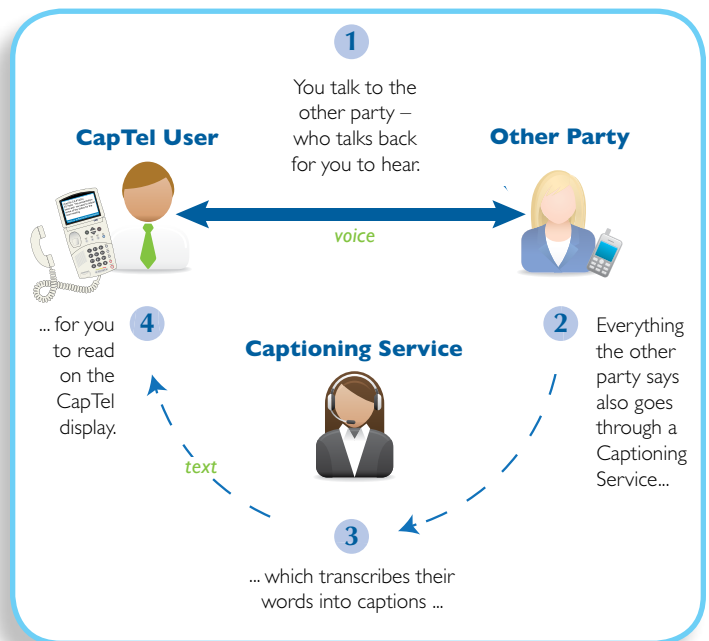 1
You talk to the
other party –
who talks back
for you to hear.
CapTel User
Other Party
voice
2
Everything
the other
party says
also goes
through a
Captioning
Service...
Captioning Service
3
... which transcribes their
words into captions ...
text
4
... for you
to read
on the
CapTel
display.